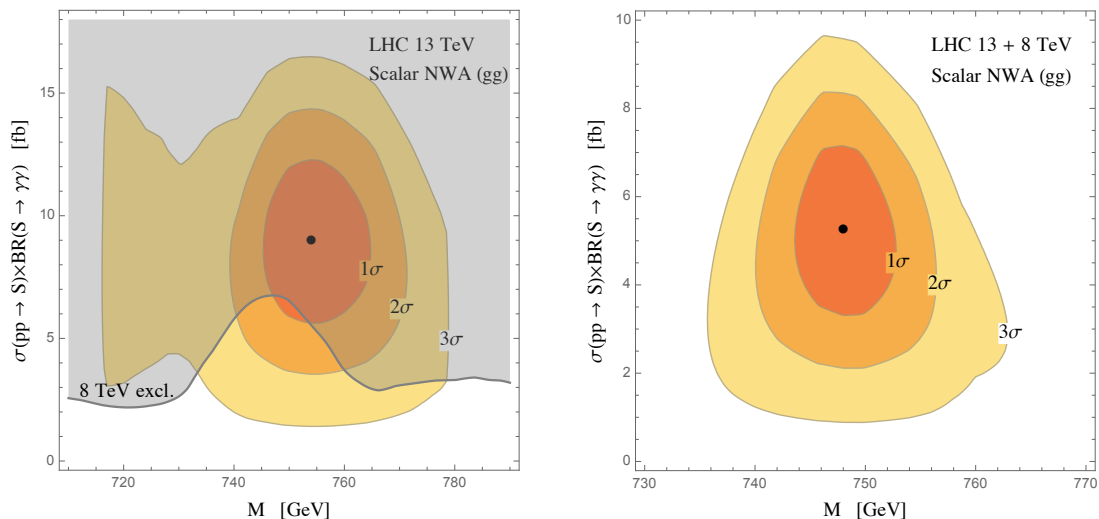 LHC 13 TeV
Scalar NWA (gg)
σ(pp → S)×BR(S → γγ) [fb]
15
10
5
0
1σ
2σ
3σ
8 TeV excl.
720
740
760
780
M [GeV]
LHC 13 + 8 TeV
Scalar NWA (gg)
σ(pp → S)×BR(S → γγ) [fb]
10
8
6
4
2
0
1σ
2σ
3σ
730
740
750
760
770
M [GeV]